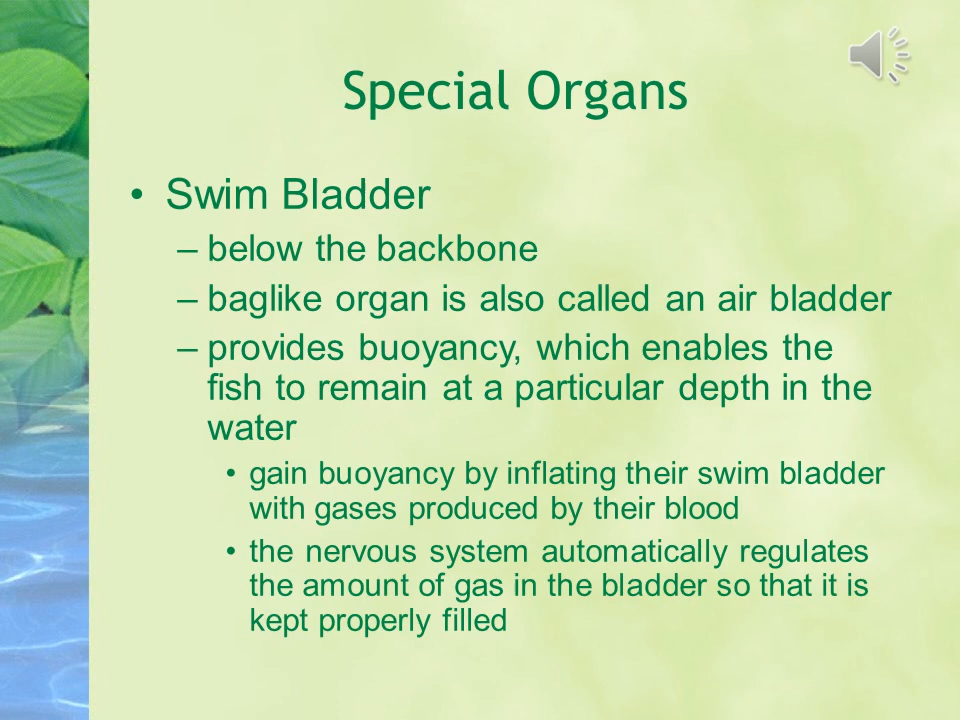 Special Organs
• Swim Bladder
– below the backbone
– baglike organ is also called an air bladder
– provides buoyancy, which enables the
fish to remain at a particular depth in the
water
• gain buoyancy by inflating their swim bladder
with gases produced by their blood
• the nervous system automatically regulates
the amount of gas in the bladder so that it is
kept properly filled